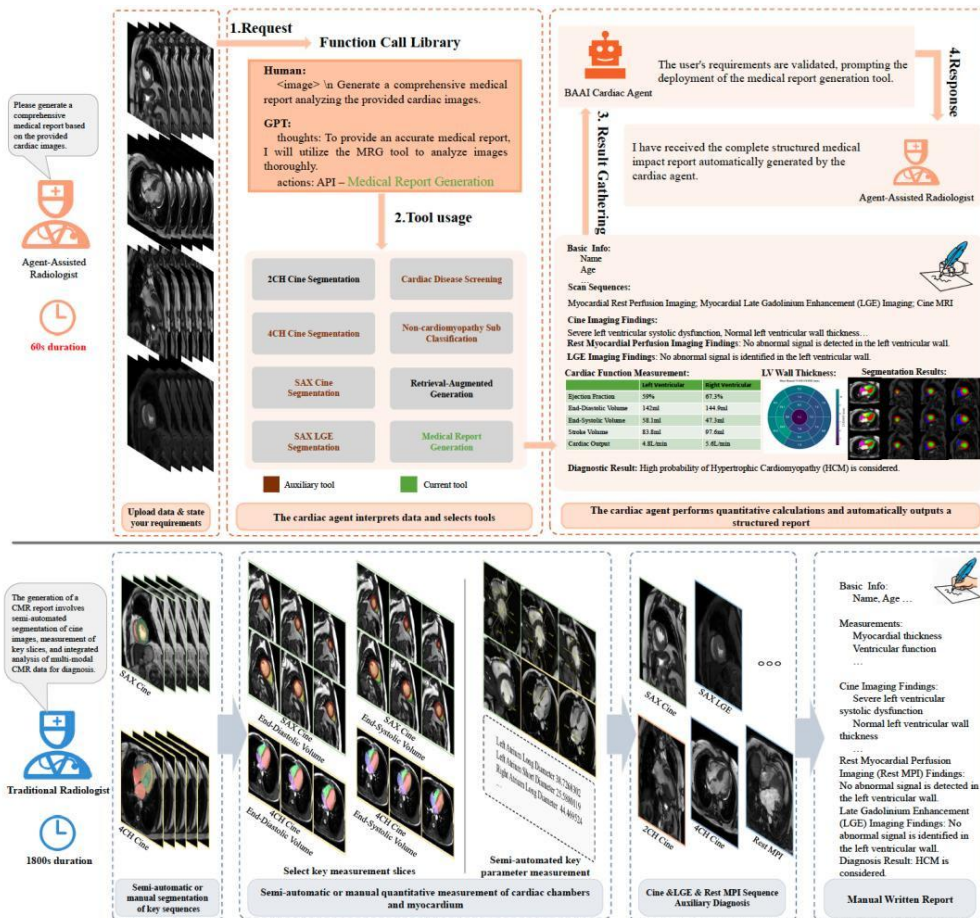 1.Request
Function Call Library
Human:
<image> \n Generate a comprehensive medical
report analyzing the provided cardiac images.
GPT:
thoughts: To provide an accurate medical report,
I will utilize the MRG tool to analyze images
thoroughly.
actions: API – Medical Report Generation
2.Tool usage
2CH Cine Segmentation
Cardiac Disease Screening
4CH Cine Segmentation
Non-cardiomyopathy Sub
Classification
SAX Cine
Segmentation
Retrieval-Augmented
Generation
SAX LGE
Segmentation
Medical Report
Generation
Auxiliary tool
Current tool
Please generate a
comprehensive
medical report
based on the
provided
cardiac images.
Agent-Assisted
Radiologist
60s duration
Upload data & state
your requirements
The cardiac agent interprets data and selects tools
BAAI Cardiac Agent
The user's requirements are validated, prompting the
deployment of the medical report generation tool.
4.Response
3. Result Gathering
I have received the complete structured medical
impact report automatically generated by the
cardiac agent.
Agent-Assisted Radiologist
Basic Info:
Name
Age
...
Scan Sequences:
Myocardial Rest Perfusion Imaging; Myocardial Late Gadolinium Enhancement (LGE) Imaging; Cine MRI
Cine Imaging Findings:
Severe left ventricular systolic dysfunction, Normal left ventricular wall thickness…
Rest Myocardial Perfusion Imaging Findings: No abnormal signal is detected in the left ventricular wall.
LGE Imaging Findings: No abnormal signal is identified in the left ventricular wall.
Cardiac Function Measurement:
LV Wall Thickness:
Segmentation Results:
Left Ventricular
Right Ventricular
Ejection Fraction
59%
67.3%
End-Diastolic Volume
142ml
144.9ml
End-Systolic Volume
58.1ml
47.3ml
Stroke Volume
83.8ml
97.6ml
Cardiac Output
4.8L/min
5.6L/min
Diagnostic Result: High probability of Hypertrophic Cardiomyopathy (HCM) is considered.
The cardiac agent performs quantitative calculations and automatically outputs a
structured report
The generation of a
CMR report involves
semi-automated
segmentation of cine
images, measurement of
key slices, and integrated
analysis of multi-modal
CMR data for diagnosis.
Traditional Radiologist
1800s duration
SAX Cine
4CH Cine
Semi-automatic or
manual segmentation
of key sequences
SAX Cine
End-Diastolic Volume
SAX Cine
End-Systolic Volume
4CH Cine
End-Diastolic Volume
4CH Cine
End-Systolic Volume
Select key measurement slices
Left Atrium Long Diameter
Left Atrium Short Diameter
Right Atrium Long Diameter
...
Semi-automated key
parameter measurement
Semi-automatic or manual quantitative measurement of cardiac chambers
and myocardium
SAX Cine
SAX LGE
2CH Cine
4CH Cine
Rest MPI
Cine &LGE & Rest MPI Sequence
Auxiliary Diagnosis
Basic Info:
Name, Age …
Measurements:
Myocardial thickness
Ventricular function
…
Cine Imaging Findings:
Severe left ventricular
systolic dysfunction
Normal left ventricular wall
thickness
…
Rest Myocardial Perfusion
Imaging (Rest MPI) Findings:
No abnormal signal is detected in
the left ventricular wall.
Late Gadolinium Enhancement
(LGE) Imaging Findings: No
abnormal signal is identified in
the left ventricular wall.
Diagnosis Result: HCM is
considered.
Manual Written Report